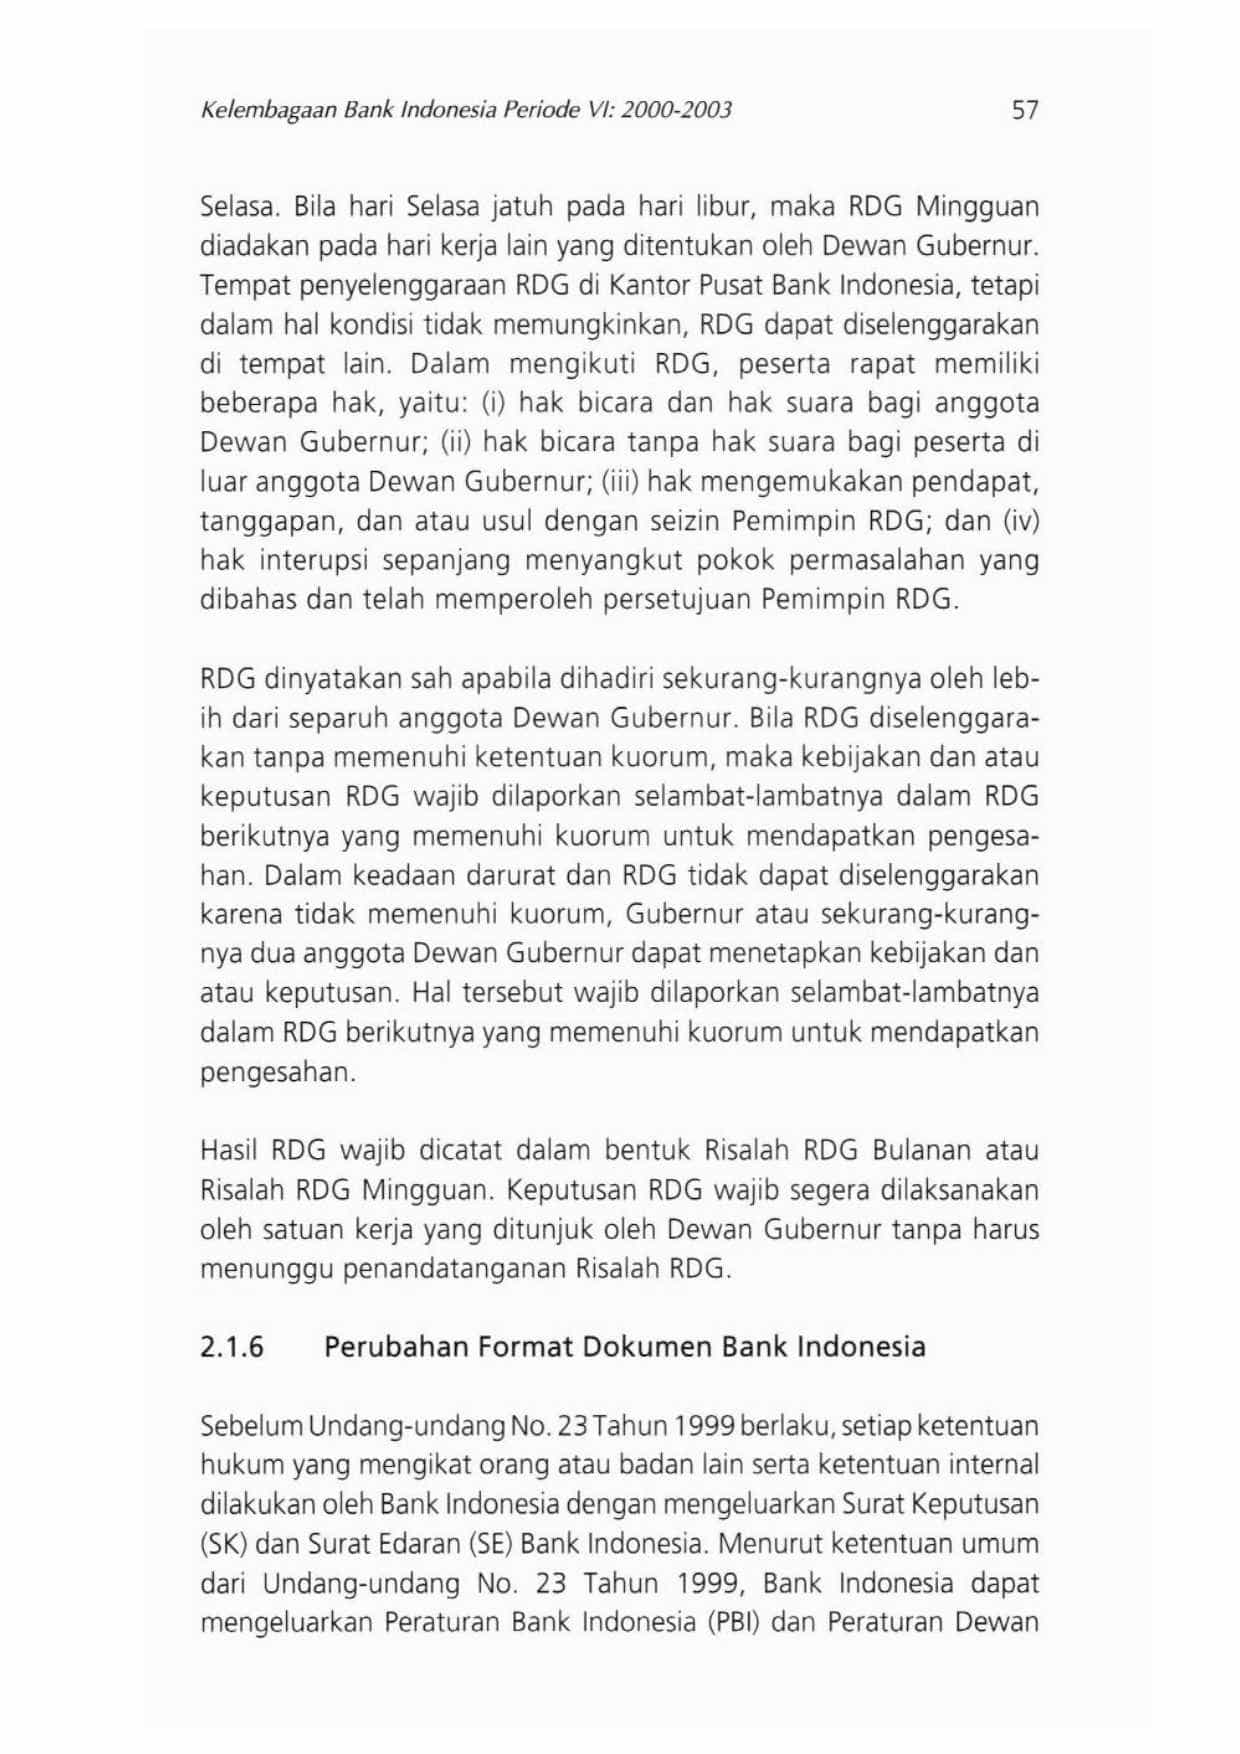 Kelembagaan Bank Indonesia Periode VI: 2000-2003 57
Selasa. Bila hari Selasa jatuh pada hari libur, maka RDG Mingguan
diadakan pada hari kerja lain yang ditentukan oleh Dewan Gubernur.
Tempat penyelenggaraan RDG di Kantor Pusat Bank Indonesia, tetapi
dalam hal kondisi tidak memungkinkan, RDG dapat diselenggarakan
di tempat lain. Dalam mengikuti RDG, peserta rapat memiliki
beberapa hak, yaitu: (i) hak bicara dan hak suara bagi anggota
Dewan Gubernur; (ii) hak bicara tanpa hak suara bagi peserta di
luar anggota Dewan Gubernur; (iii) hak mengemukakan pendapat,
tanggapan, dan atau usul dengan seizin Pemimpin RDG; dan (iv)
hak interupsi sepanjang menyangkut pokok permasalahan yang
dibahas dan telah memperoleh persetujuan Pemimpin RDG.
RDG dinyatakan sah apabila dihadiri sekurang-kurangnya oleh leb-
ih dari separuh anggota Dewan Gubernur. Bila RDG diselenggara-
kan tanpa memenuhi ketentuan kuorum, maka kebijakan dan atau
keputusan RDG wajib dilaporkan selambat-lambatnya dalam RDG
berikutnya yang memenuhi kuorum untuk mendapatkan pengesa-
han. Dalam keadaan darurat dan RDG tidak dapat diselenggarakan
karena tidak memenuhi kuorum, Gubernur atau sekurang-kurang-
nya dua anggota Dewan Gubernur dapat menetapkan kebijakan dan
atau keputusan. Hal tersebut wajib dilaporkan selambat-lambatnya
dalam RDG berikutnya yang memenuhi kuorum untuk mendapatkan
pengesahan.
Hasil RDG wajib dicatat dalam bentuk Risalah RDG Bulanan atau
Risalah RDG Mingguan. Keputusan RDG wajib segera dilaksanakan
oleh satuan kerja yang ditunjuk oleh Dewan Gubernur tanpa harus
menunggu penandatanganan Risalah RDG.
2.1.6 Perubahan Format Dokumen Bank Indonesia
Sebelum Undang-undang No. 23 Tahun 1999 berlaku, setiap ketentuan
hukum yang mengikat orang atau badan lain serta ketentuan internal
dilakukan oleh Bank Indonesia dengan mengeluarkan Surat Keputusan
(SK) dan Surat Edaran (SE) Bank Indonesia. Menurut ketentuan umum
dari Undang-undang No. 23 Tahun 1999, Bank Indonesia dapat
mengeluarkan Peraturan Bank Indonesia (PBI) dan Peraturan Dewan